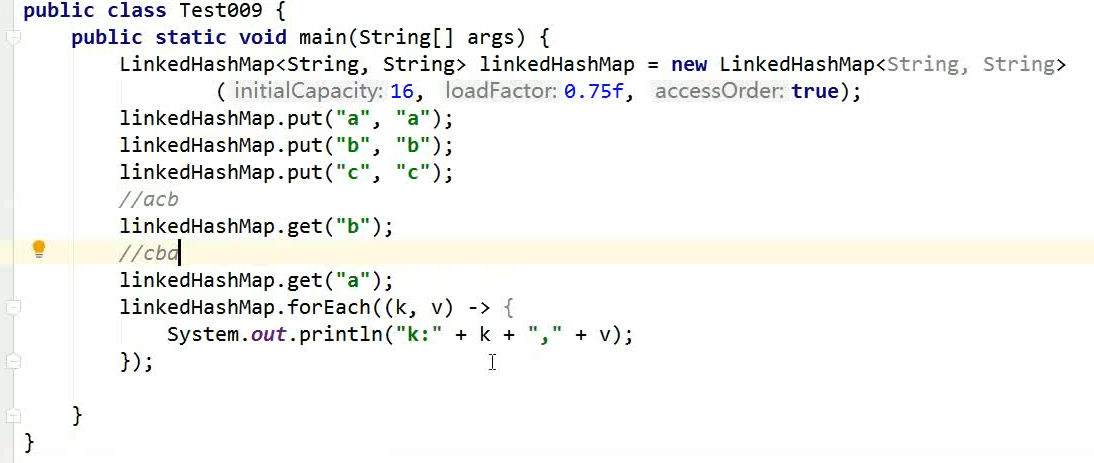 public class Test009 {
public static void main(String[] args) {
LinkedHashMap<String, String> linkedHashMap = new LinkedHashMap<String, String>
( initialCapacity: 16, loadFactor: 0.75f, accessOrder: true);
linkedHashMap.put("a", "a");
linkedHashMap.put("b", "b");
linkedHashMap.put("c", "c");
//acb
linkedHashMap.get("b");
//cba
linkedHashMap.get("a");
linkedHashMap.forEach((k, v) -> {
System.out.println("k:" + k + "," + v);
});
}
}